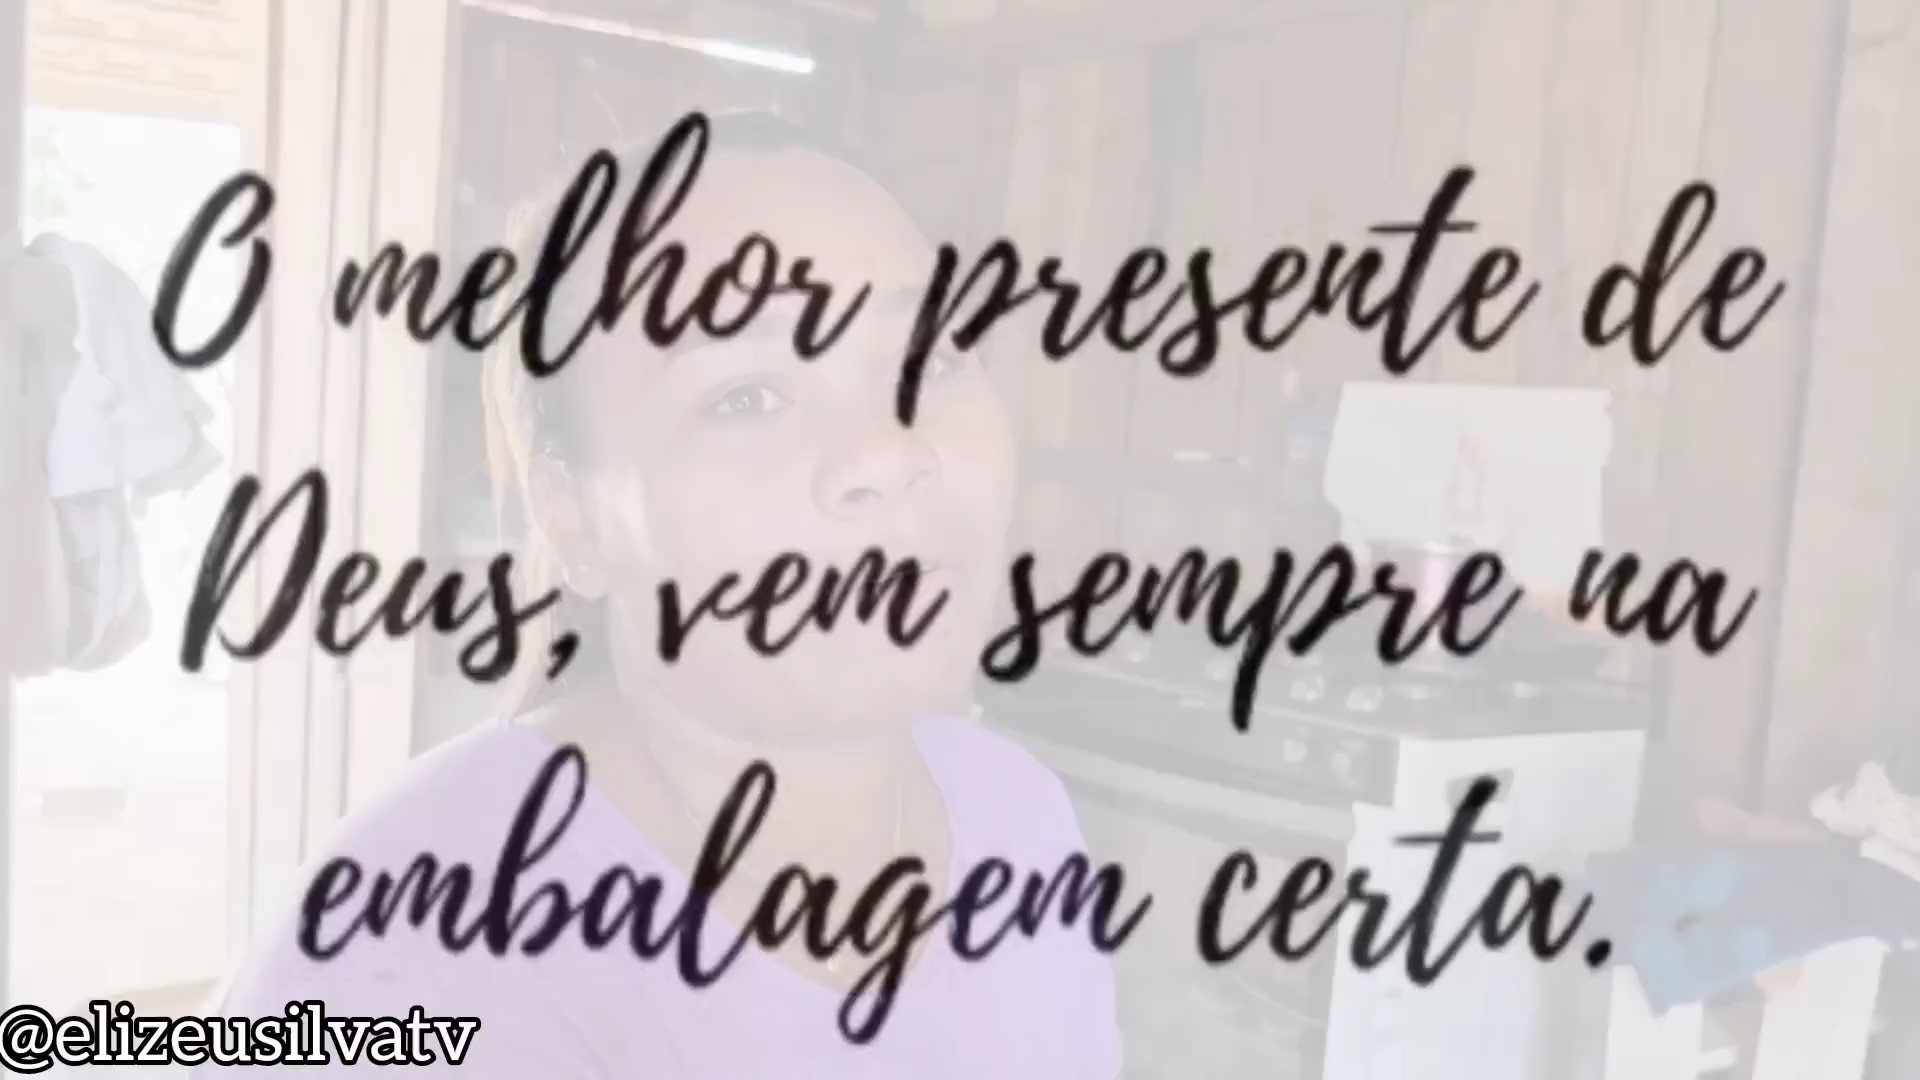 O melhor presente de
Deus, vem sempre na
embalagem certa.
@elizeusilvatv